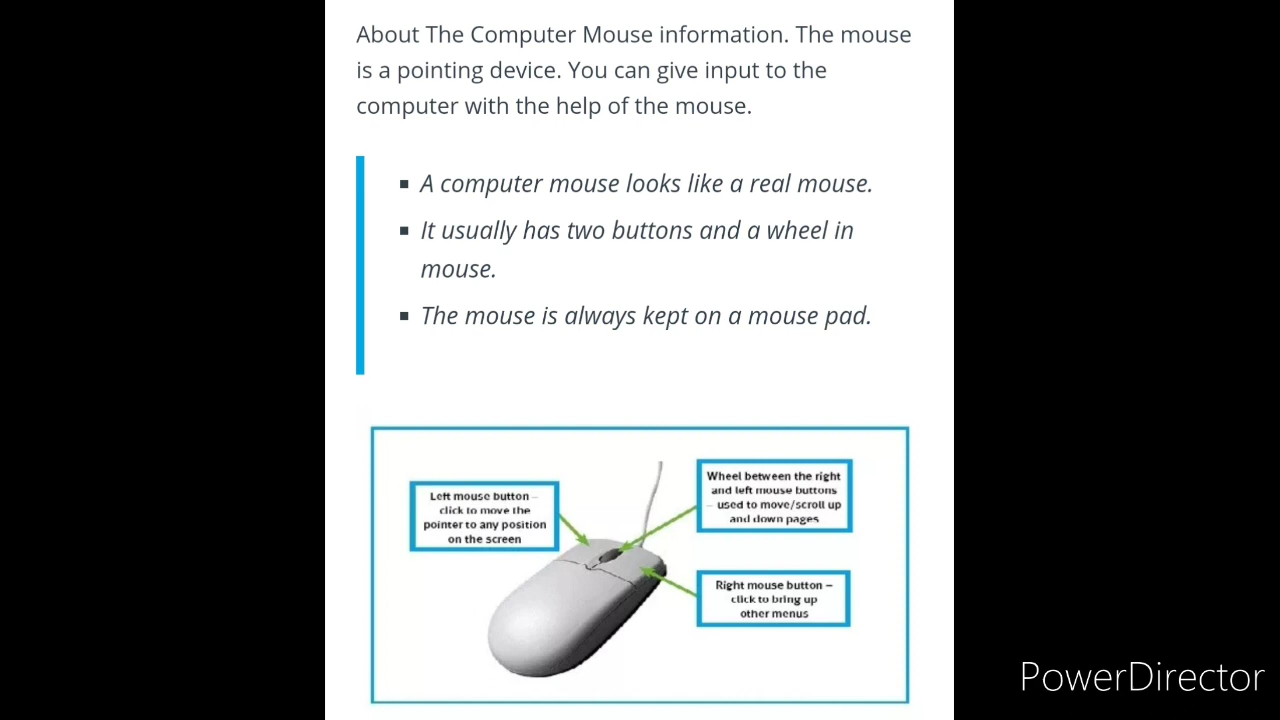 About The Computer Mouse information. The mouse
is a pointing device. You can give input to the
computer with the help of the mouse.
A computer mouse looks like a real mouse.
It usually has two buttons and a wheel in
mouse.
The mouse is always kept on a mouse pad.
Left mouse button –
click to move the
pointer to any position
on the screen
Wheel between the right
and left mouse buttons
– used to move/scroll up
and down pages
Right mouse button –
click to bring up
other menus
PowerDirector